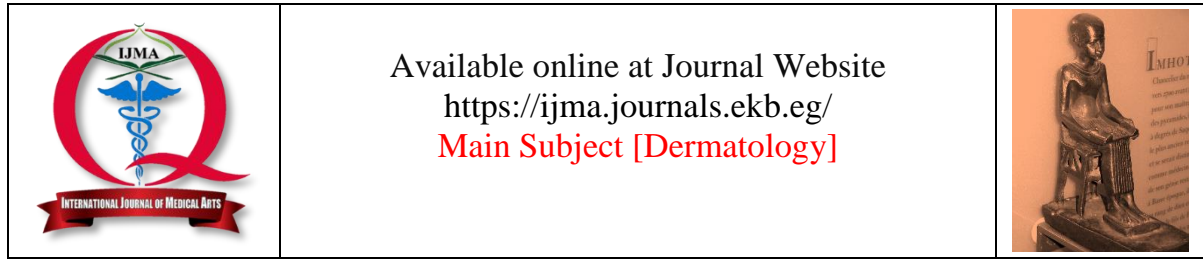 IJMA
INTERNATIONAL JOURNAL OF MEDICAL ARTS
Available online at Journal Website
https://ijma.journals.ekb.eg/
Main Subject [Dermatology]
IMHOT